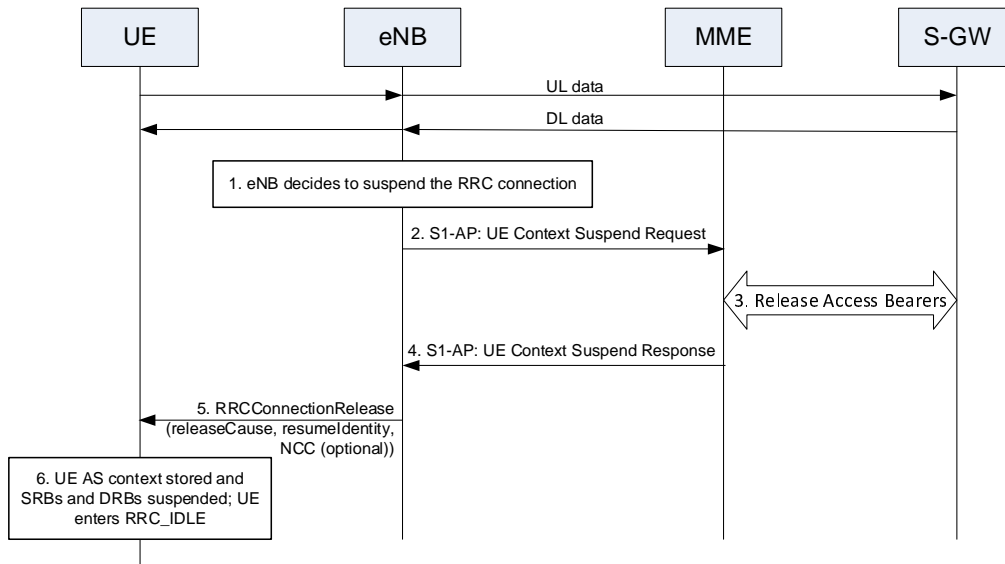 UE
eNB
MME
S-GW
UL data
DL data
1. eNB decides to suspend the RRC connection
2. S1-AP: UE Context Suspend Request
3. Release Access Bearers
4. S1-AP: UE Context Suspend Response
5. RRCConnectionRelease
(releaseCause, resumeIdentity,
NCC (optional))
6. UE AS context stored and
SRBs and DRBs suspended; UE
enters RRC_IDLE